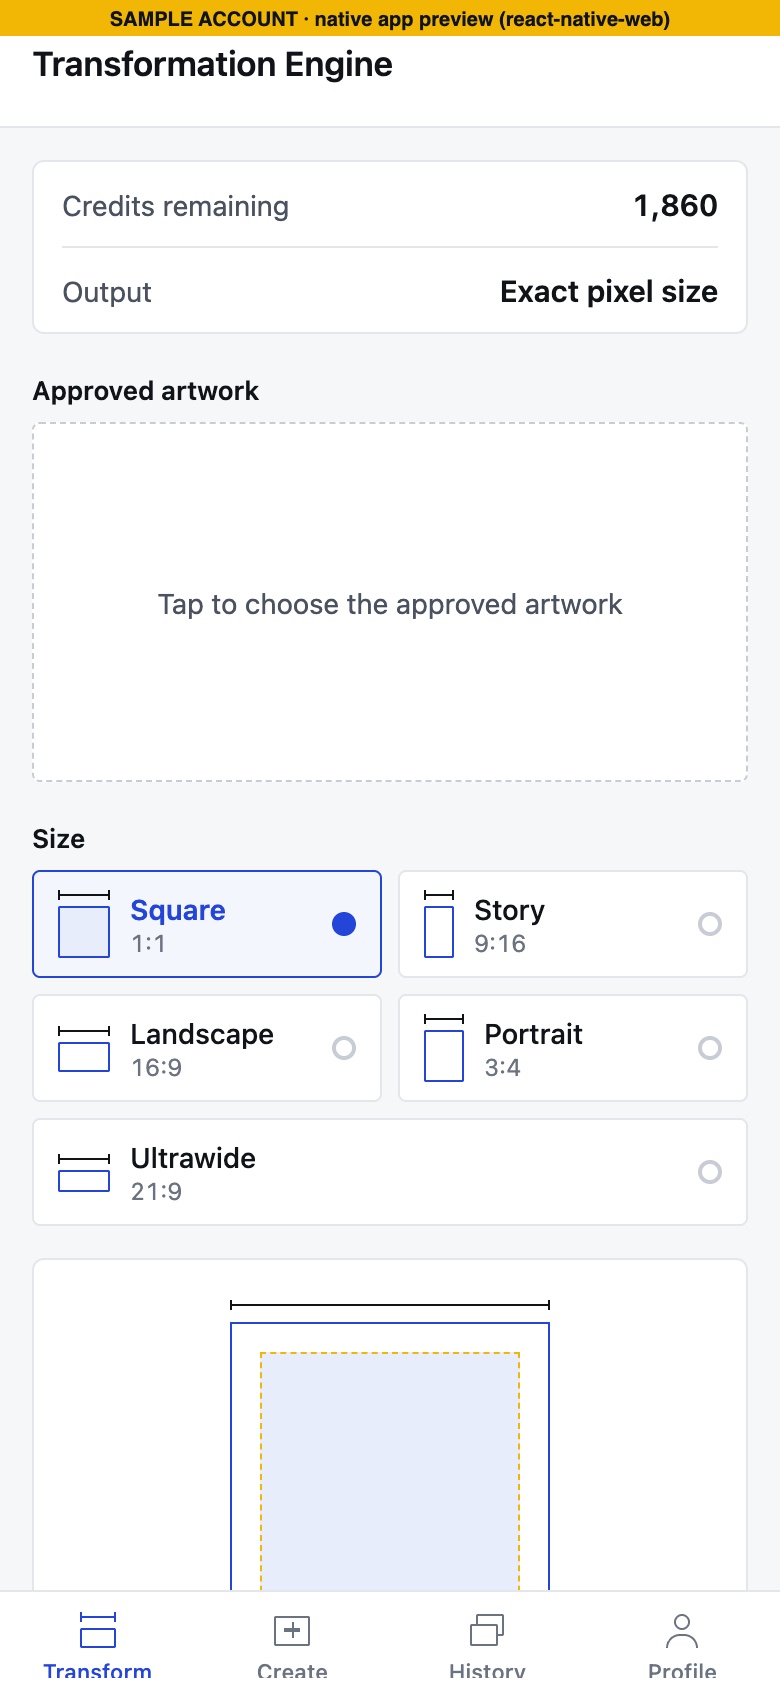 SAMPLE ACCOUNT · native app preview (react-native-web)
Transformation Engine
Credits remaining 1,860
Output Exact pixel size
Approved artwork
Tap to choose the approved artwork
Size
Square
1:1
Story
9:16
Landscape
16:9
Portrait
3:4
Ultrawide
21:9
Transform Create History Profile